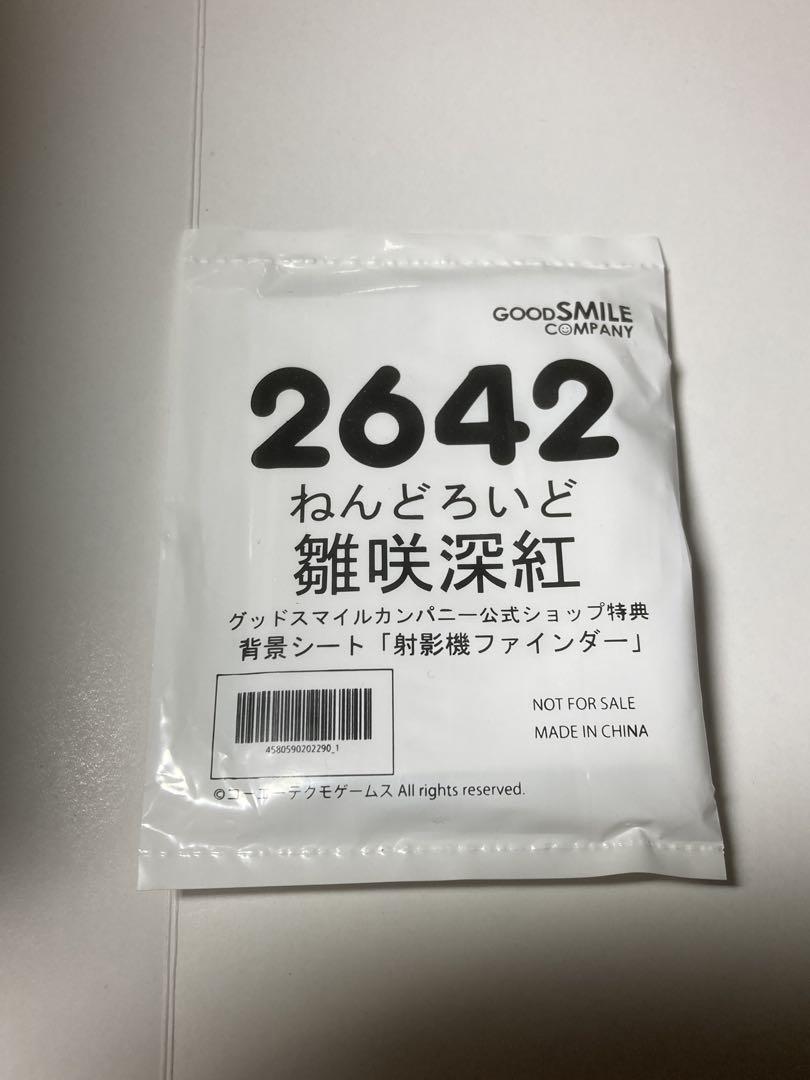 GOODSMILE
COMPANY
2642
ねんどろいど
雛咲深紅
グッドスマイルカンパニー公式ショップ特典
背景シート「射影機ファインダー」
NOT FOR SALE
MADE IN CHINA
4580590202290_1
©コーエーテクモゲームス All rights reserved.